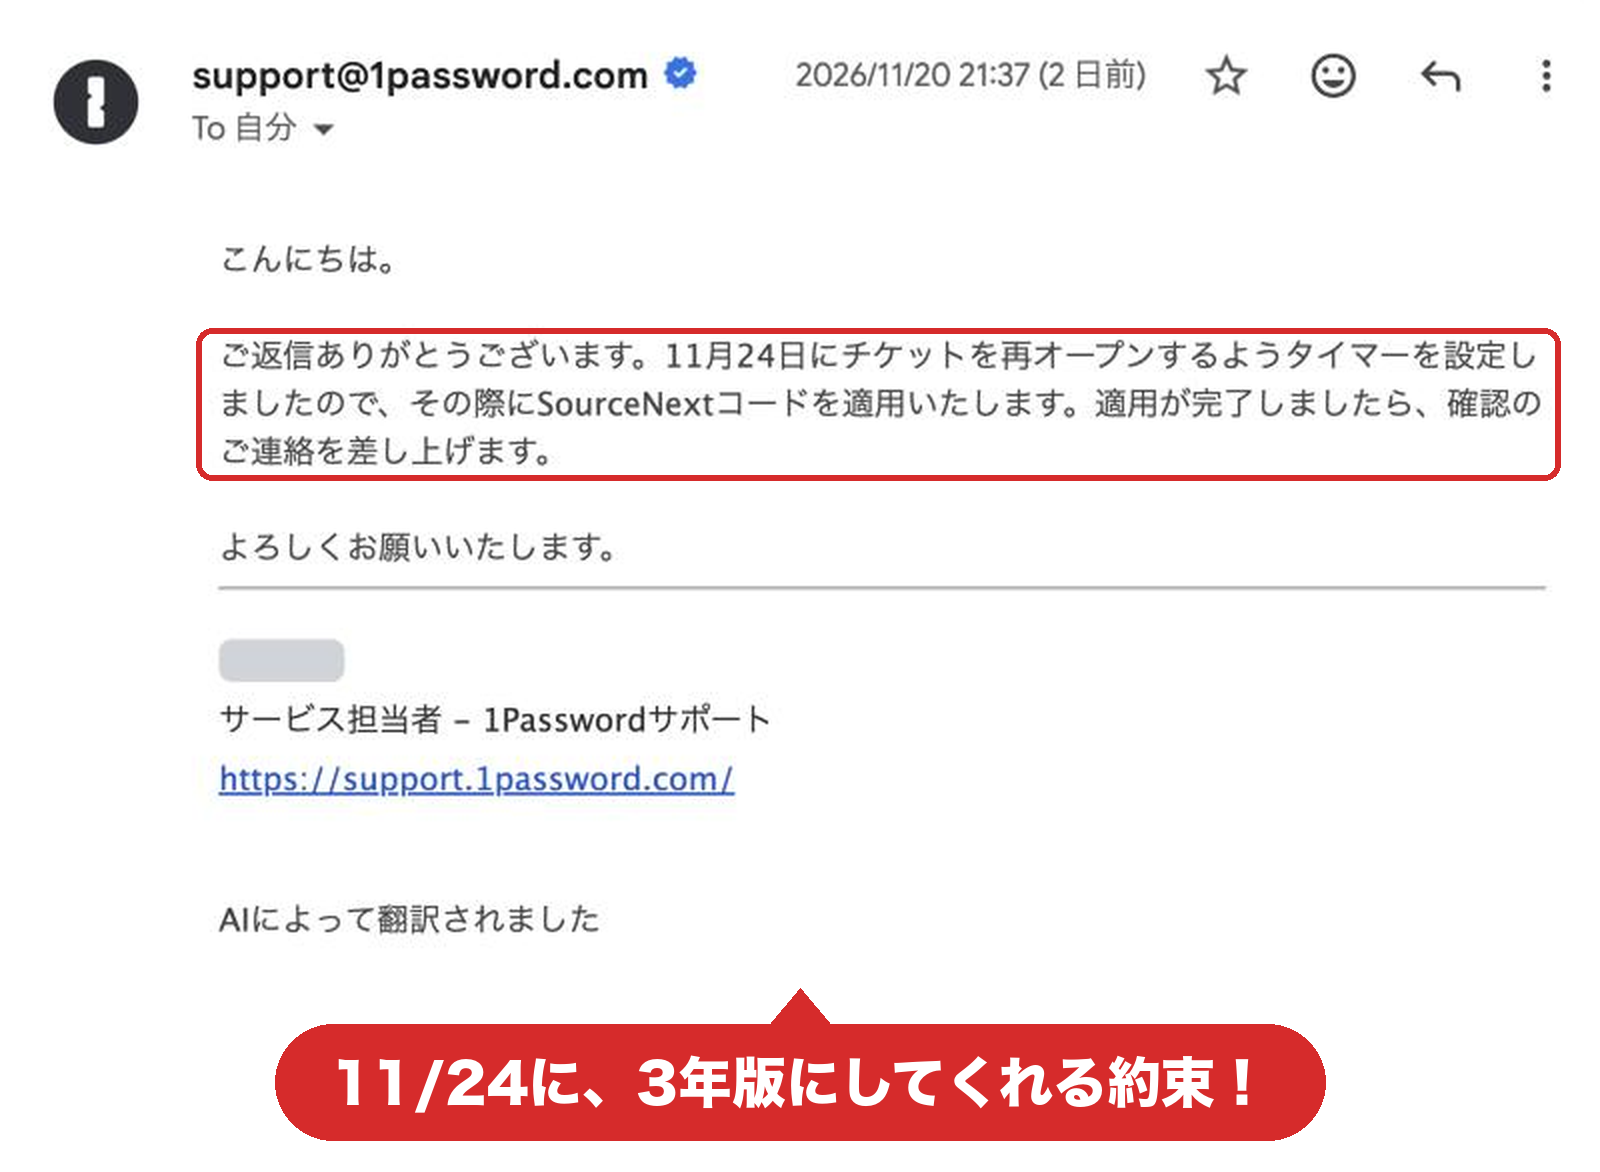 support@1password.com
2026/11/20 21:37 (2 日前)
To 自分
こんにちは。
ご返信ありがとうございます。11月24日にチケットを再オープンするようタイマーを設定し
ましたので、その際にSourceNextコードを適用いたします。適用が完了しましたら、確認の
ご連絡を差し上げます。
よろしくお願いいたします。
サービス担当者 – 1Passwordサポート
https://support.1password.com/
AIによって翻訳されました
11/24に、3年版にしてくれる約束！